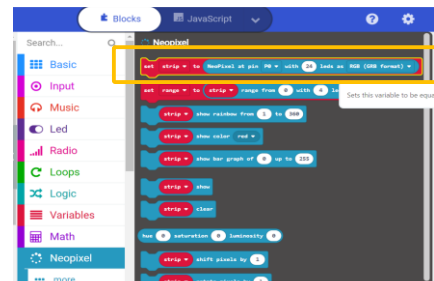 Blocks
JavaScript
Search...
Neopixel
Basic
Input
Music
Led
Radio
Loops
Logic
Variables
Math
Neopixel
more
set strip to NeoPixel at pin P0 with 24 leds as RGB (GRB format)
set range to strip range from 0 with 4 le
Sets this variable to be equa
strip show rainbow from 1 to 360
strip show color red
strip show bar graph of 0 up to 255
strip show
strip clear
hue 0 saturation 0 luminosity 0
strip shift pixels by 1